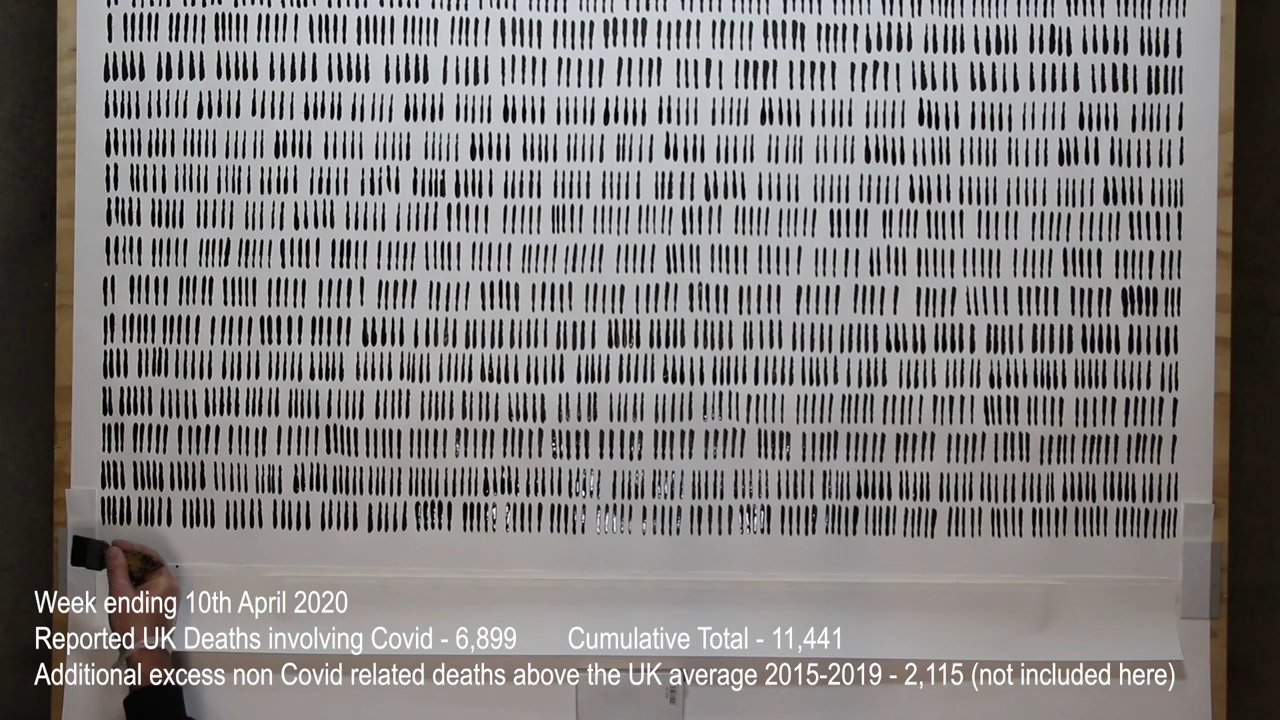 Week ending 10th April 2020
Reported UK Deaths involving Covid - 6,899 Cumulative Total - 11,441
Additional excess non Covid related deaths above the UK average 2015-2019 - 2,115 (not included here)